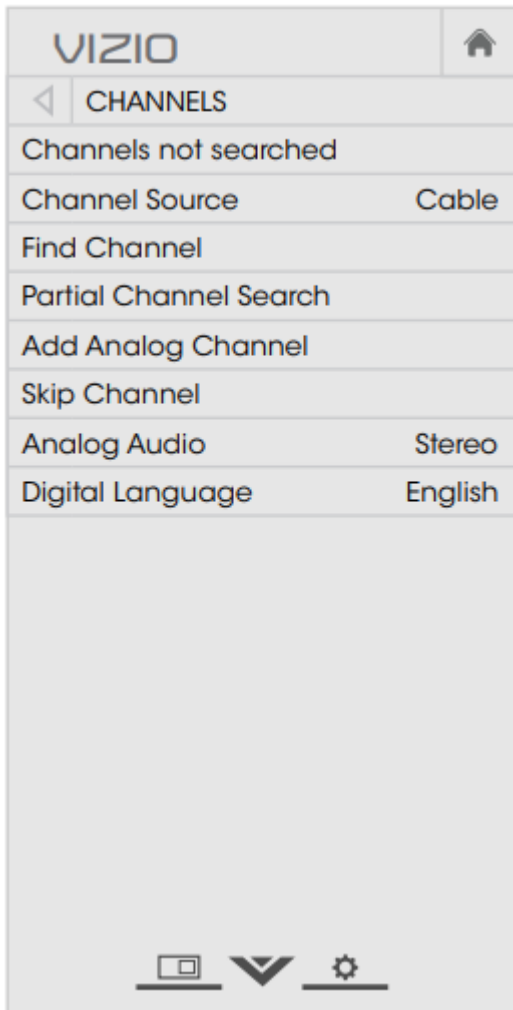 VIZIO
CHANNELS
Channels not searched
Channel Source Cable
Find Channel
Partial Channel Search
Add Analog Channel
Skip Channel
Analog Audio Stereo
Digital Language English